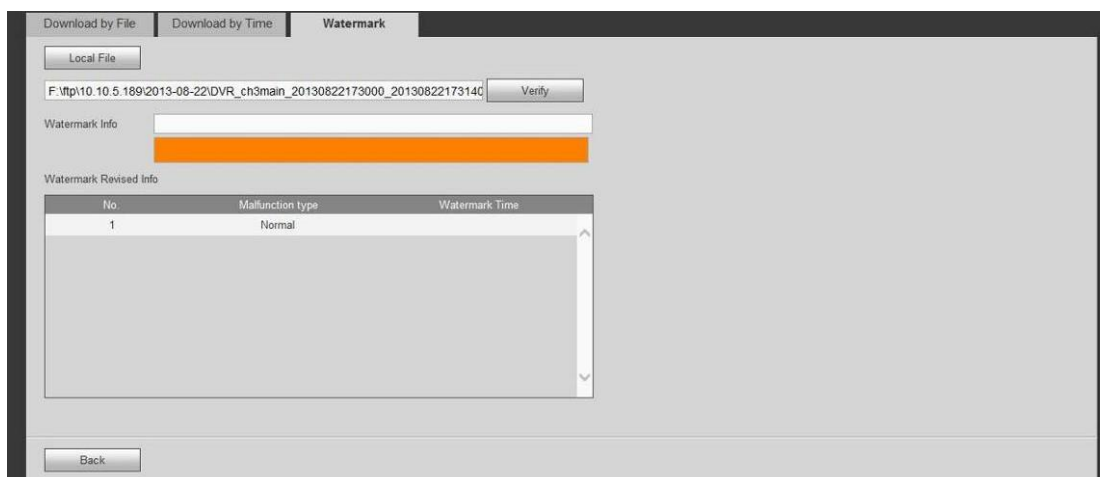 Download by File Download by Time Watermark
Local File
F:\ftp\10.10.5.189\2013-08-22\DVR_ch3main_20130822173000_2013082217314 Verify
Watermark Info
Watermark Revised Info
No. Malfunction type Watermark Time
1 Normal
Back